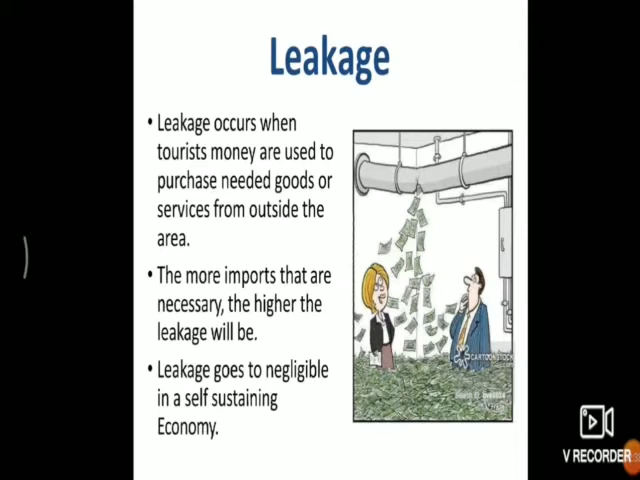 Leakage
• Leakage occurs when
tourists money are used to
purchase needed goods or
services from outside the
area.
• The more imports that are
necessary, the higher the
leakage will be.
• Leakage goes to negligible
in a self sustaining
Economy.
CARTOONSTOCK
.com
V RECORDER